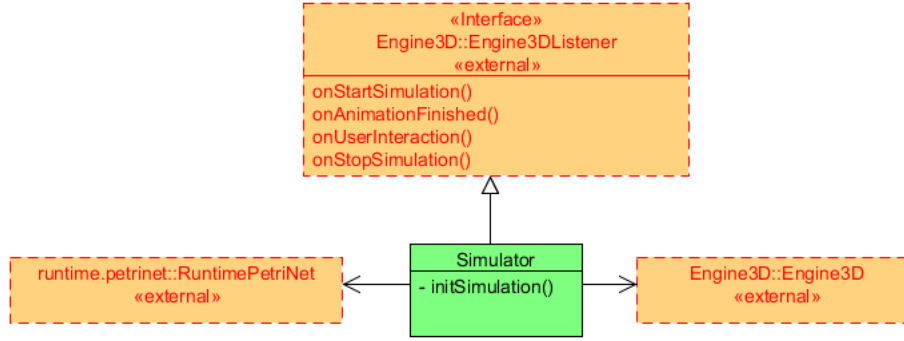 «Interface»
Engine3D::Engine3DListener
«external»
onStartSimulation()
onAnimationFinished()
onUserInteraction()
onStopSimulation()
runtime.petrinet::RuntimePetriNet
«external»
Simulator
- initSimulation()
Engine3D::Engine3D
«external»